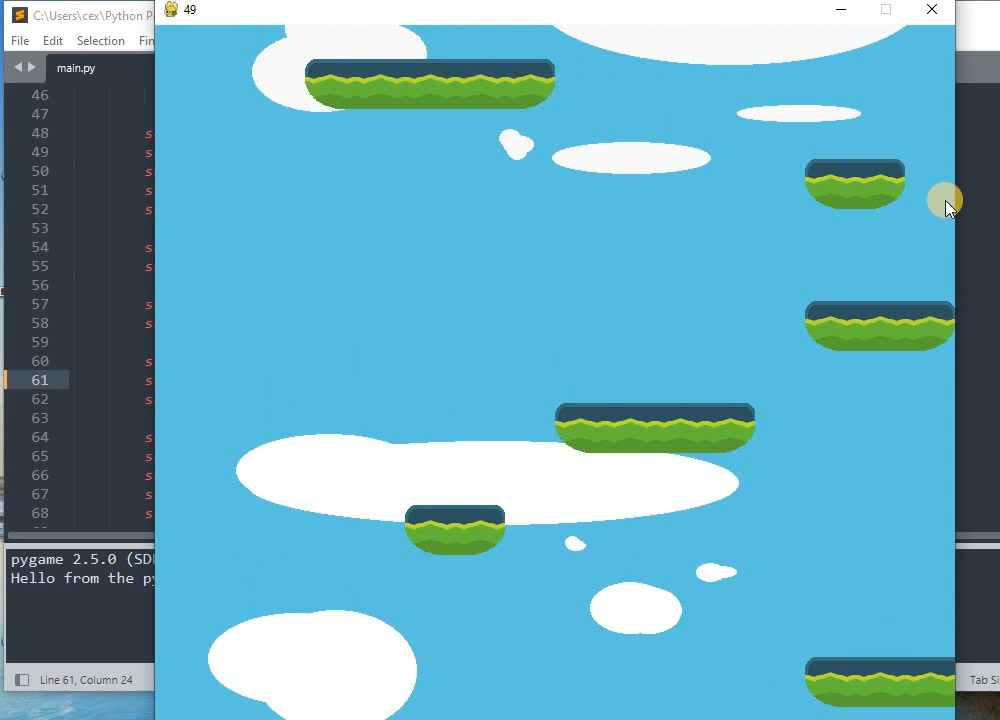 C:\Users\cex\Python P
49
File Edit Selection Fin
main.py
46
47
48 s
49 s
50 s
51 s
52 s
53
54 s
55 s
56
57 s
58 s
59
60 s
61 s
62 s
63
64 s
65 s
66 s
67 s
68 s
pygame 2.5.0 (SD
Hello from the py
Line 61, Column 24
Tab Si